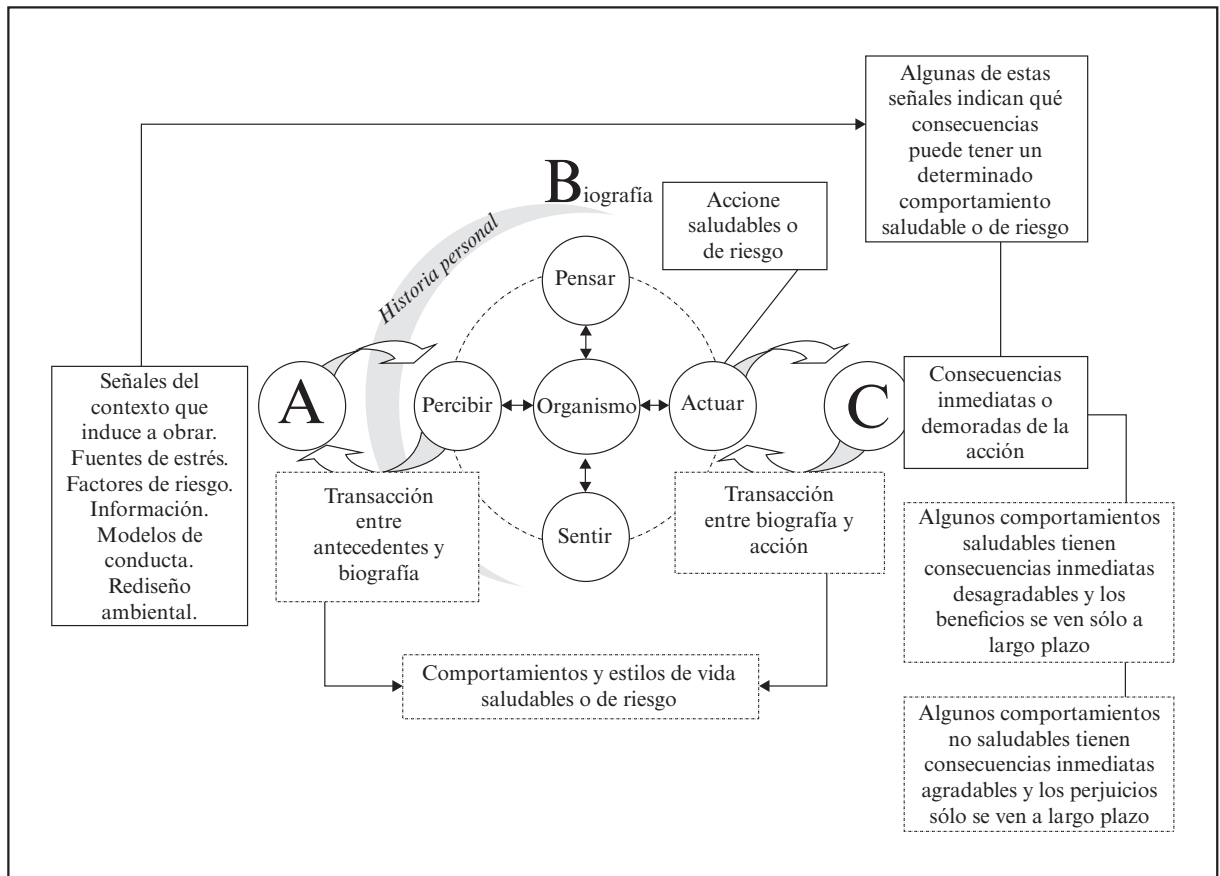 Algunas de estas
señales indican qué
consecuencias
puede tener un
determinado
comportamiento
saludable o de riesgo
Biografía
Accione
saludables o
de riesgo
Historia personal
Pensar
Señales del
contexto que
induce a obrar.
Fuentes de estrés.
Factores de riesgo.
Información.
Modelos de
conducta.
Rediseño
ambiental.
A
Percibir
Organismo
Actuar
C
Consecuencias
inmediatas o
demoradas de la
acción
Transacción
entre
antecedentes y
biografía
Sentir
Transacción
entre biografía y
acción
Algunos comportamientos
saludables tienen
consecuencias inmediatas
desagradables y los
beneficios se ven sólo a
largo plazo
Comportamientos y estilos de vida
saludables o de riesgo
Algunos comportamientos
no saludables tienen
consecuencias inmediatas
agradables y los perjuicios
sólo se ven a largo plazo